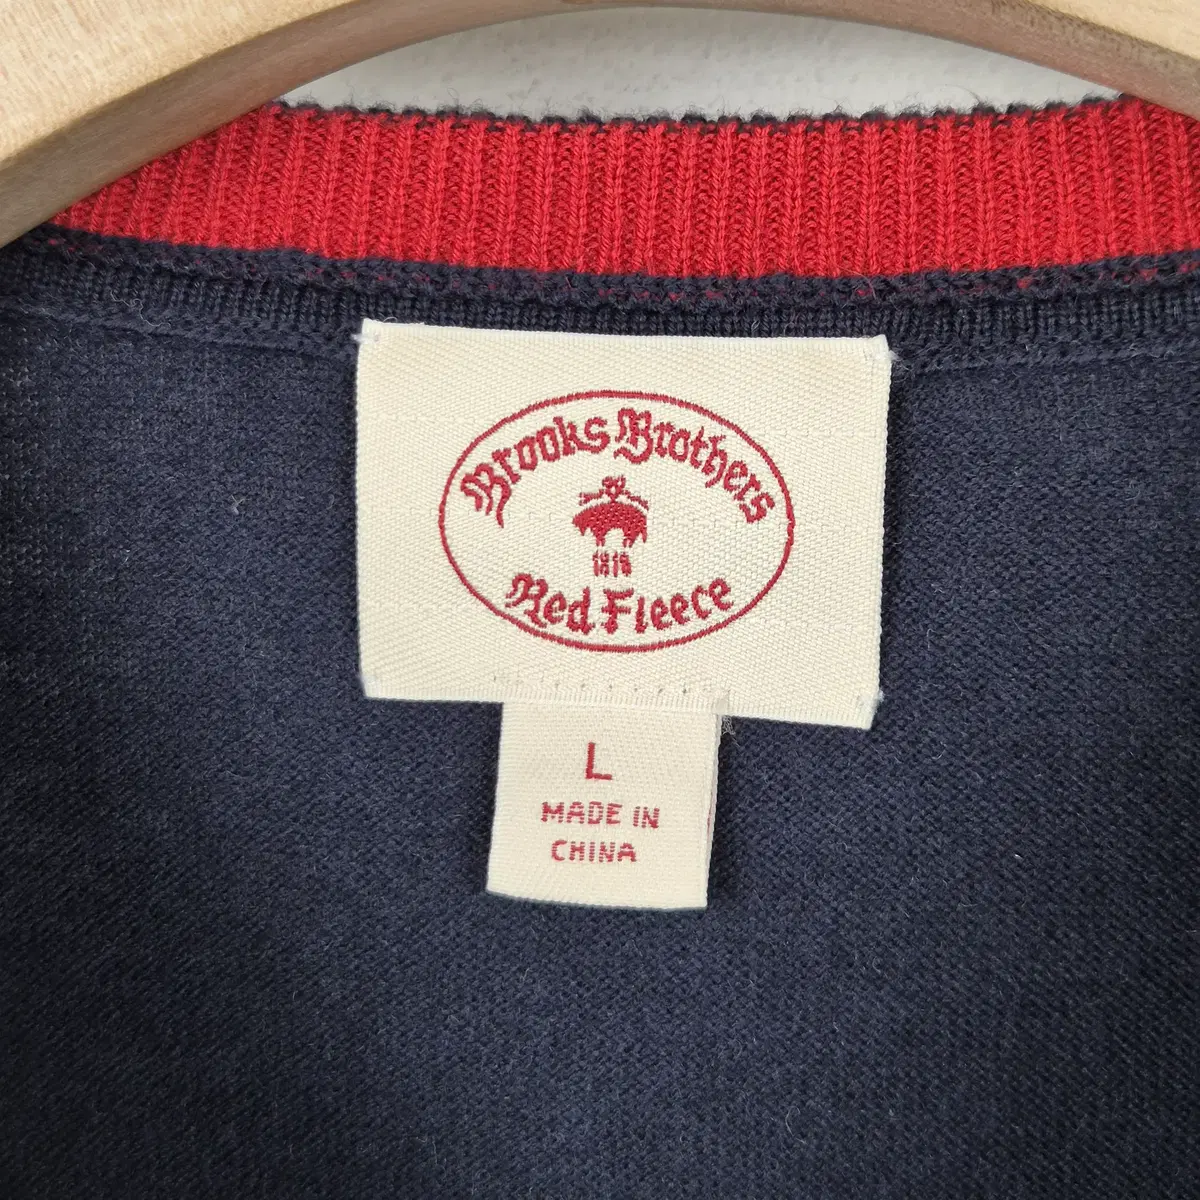 Brooks Brothers
1818
Red Fleece
L
MADE IN
CHINA